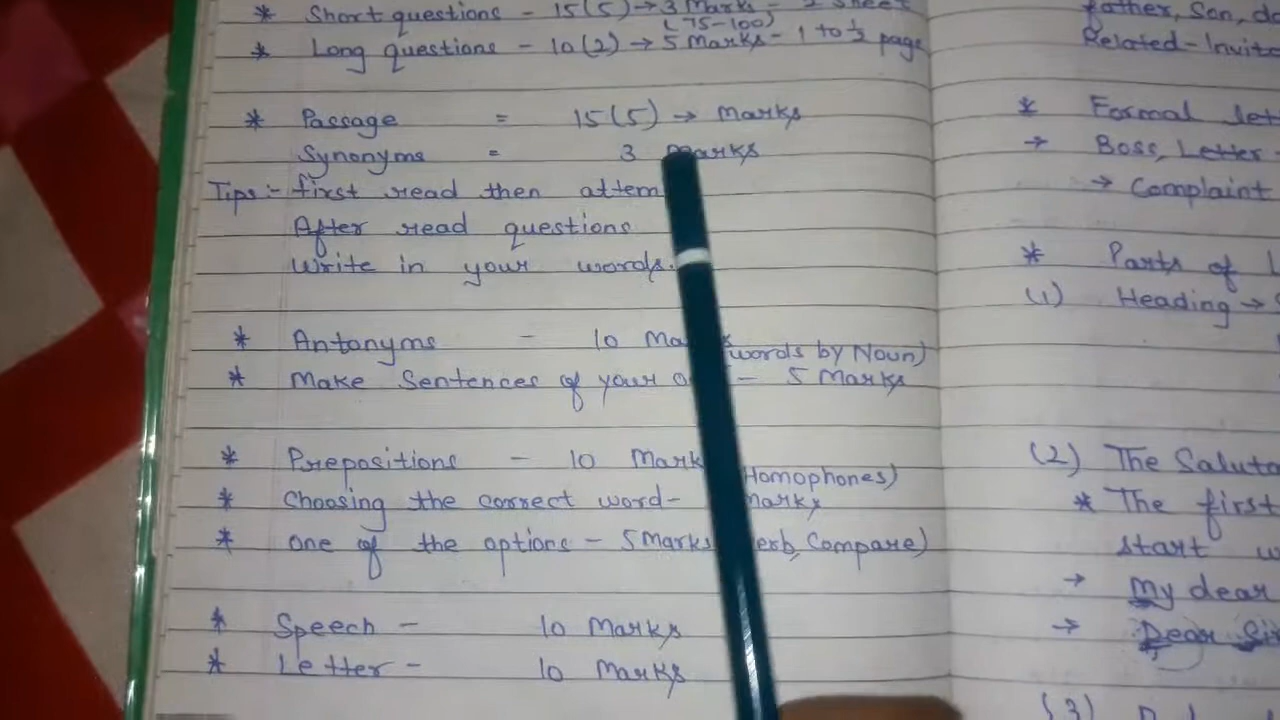 * Short questions - 15(5) → 3 Marks -
(75-100)
* Long questions - 10(2) → 5 Marks - 1 to ½ page
* Passage = 15(5) → Marks
Synonyms = 3 Marks
Tips :- first read then attem
After read questions
Write in your words.
* Antonyms - 10 Ma
words by Noun)
* Make Sentences of your o - 5 Marks
* Prepositions - 10 Mark
Homophones)
* Choosing the correct word - Marks
* One of the options - 5 Marks erb, Compare)
* Speech - 10 Marks
* Letter - 10 Marks
father, Son, da
Related - Invita
* Formal let
→ Boss, Letter
→ Complaint
* Parts of
(1) Heading →
(2) The Saluta
* The first
start w
→ My dear
→ Dear Si
(3)